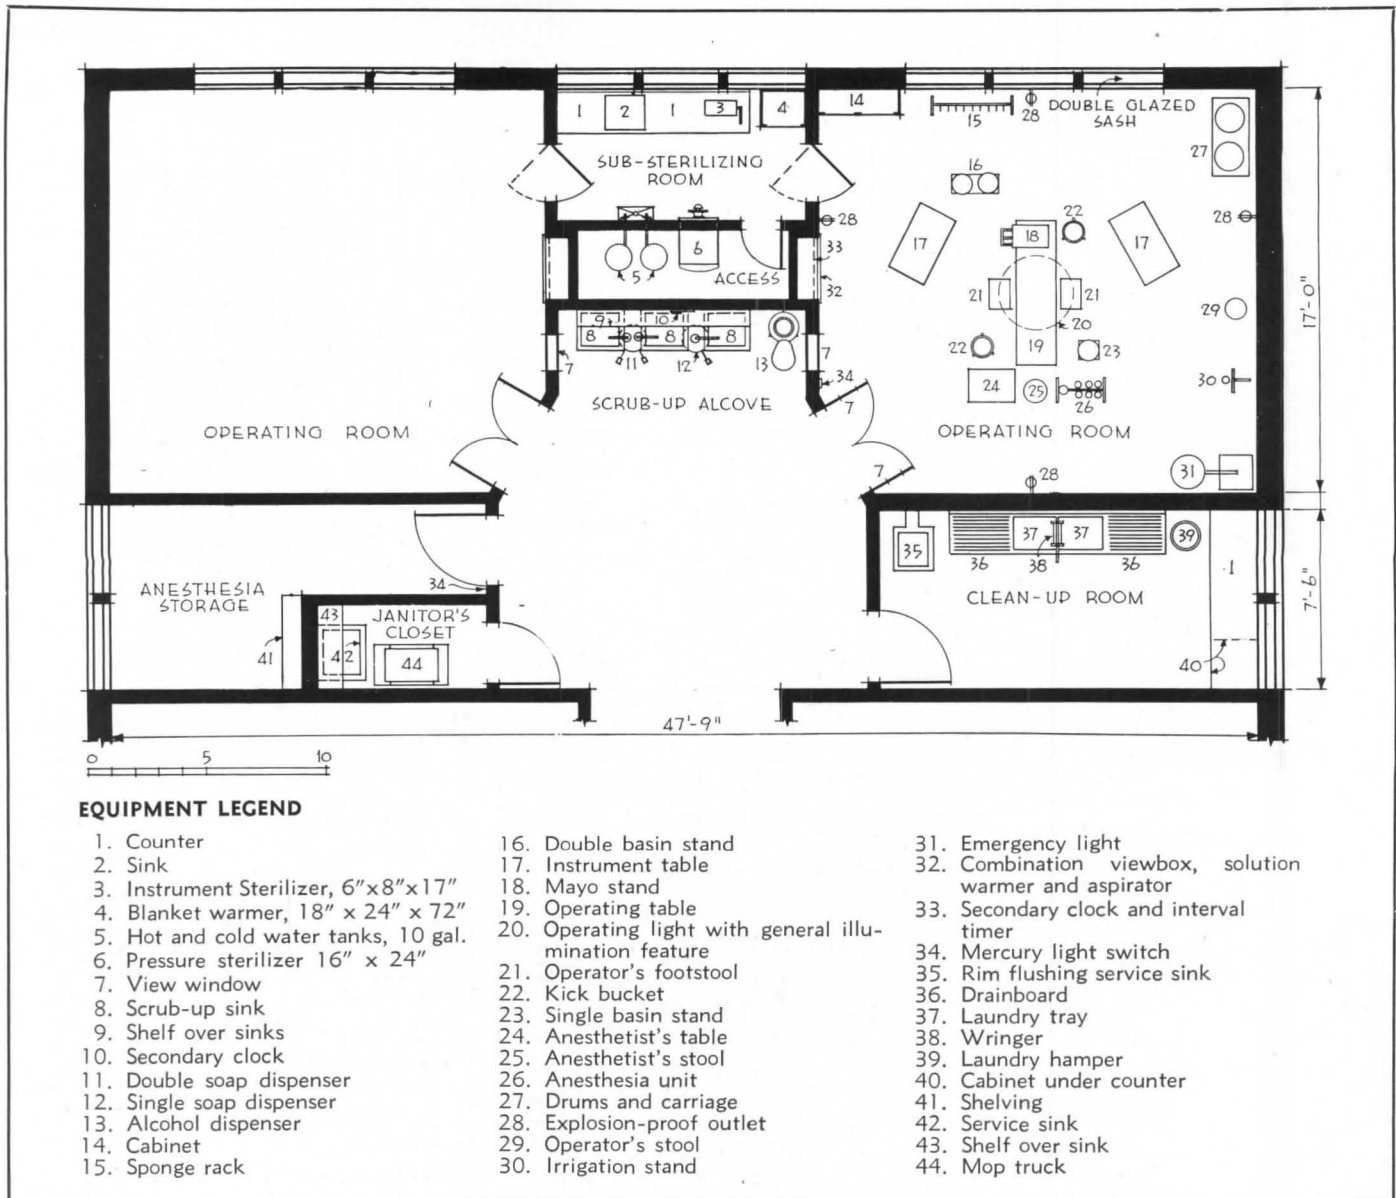 1 2 1 3 4 14 15 28 DOUBLE GLAZED
SASH
27
SUB-STERILIZING
ROOM
16
28
17 18 22 17 28
33
5 6 ACCESS
32
21 21
20
29
17'-0"
9 10
8 8 8
7 11 12 13 7
22 19 23
34
30
SCRUB-UP ALCOVE
7
24 25 26
OPERATING ROOM
OPERATING ROOM
7 28 31
35 37 37 39
36 38 36
1
7'-6"
ANESTHESIA
STORAGE
34
CLEAN-UP ROOM
43 JANITOR'S
CLOSET
41 42 44
40
47'-9"
0 5 10
EQUIPMENT LEGEND
1. Counter
2. Sink
3. Instrument Sterilizer, 6"x8"x17"
4. Blanket warmer, 18" x 24" x 72"
5. Hot and cold water tanks, 10 gal.
6. Pressure sterilizer 16" x 24"
7. View window
8. Scrub-up sink
9. Shelf over sinks
10. Secondary clock
11. Double soap dispenser
12. Single soap dispenser
13. Alcohol dispenser
14. Cabinet
15. Sponge rack
16. Double basin stand
17. Instrument table
18. Mayo stand
19. Operating table
20. Operating light with general illu-
mination feature
21. Operator's footstool
22. Kick bucket
23. Single basin stand
24. Anesthetist's table
25. Anesthetist's stool
26. Anesthesia unit
27. Drums and carriage
28. Explosion-proof outlet
29. Operator's stool
30. Irrigation stand
31. Emergency light
32. Combination viewbox, solution
warmer and aspirator
33. Secondary clock and interval
timer
34. Mercury light switch
35. Rim flushing service sink
36. Drainboard
37. Laundry tray
38. Wringer
39. Laundry hamper
40. Cabinet under counter
41. Shelving
42. Service sink
43. Shelf over sink
44. Mop truck